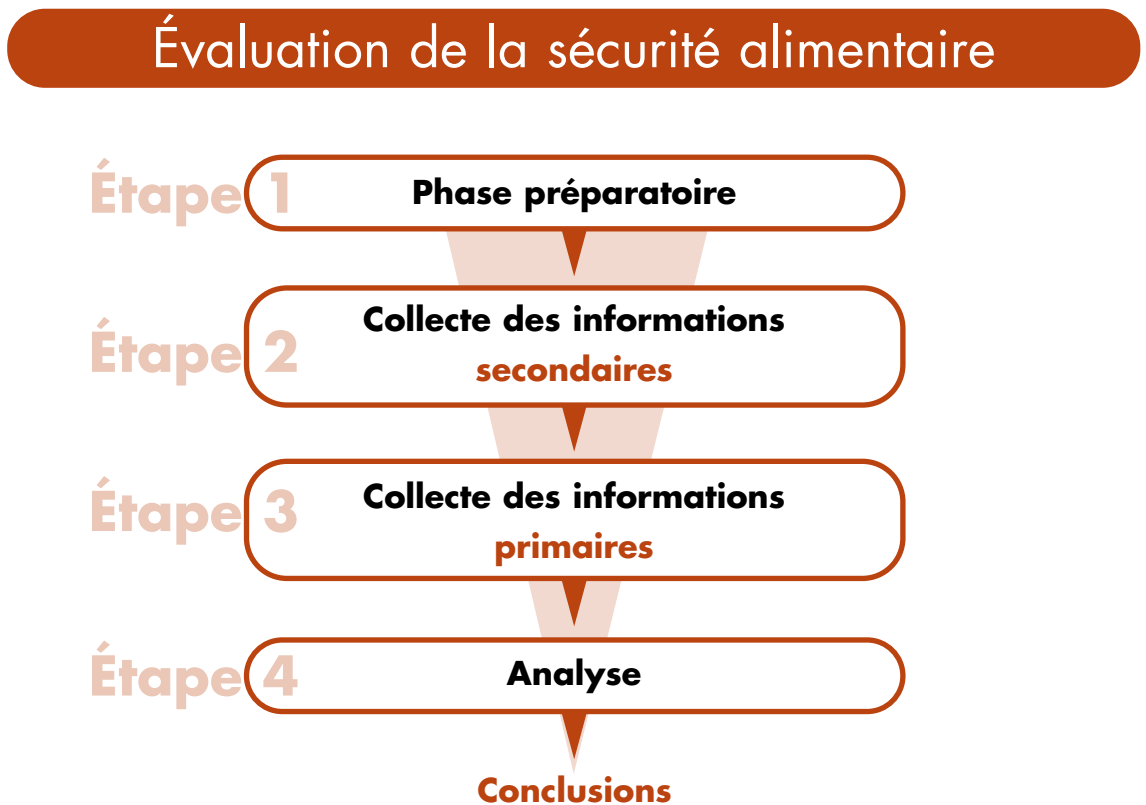 Évaluation de la sécurité alimentaire
Étape 1
Phase préparatoire
Étape 2
Collecte des informations
secondaires
Étape 3
Collecte des informations
primaires
Étape 4
Analyse
Conclusions